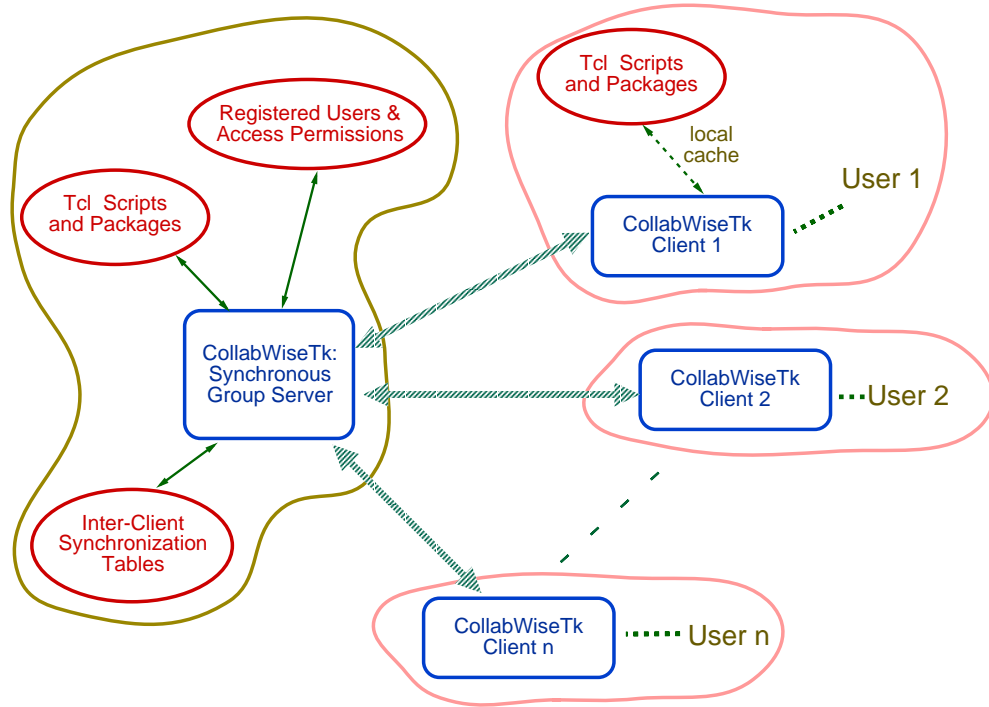 Registered Users &
Access Permissions
Tcl Scripts
and Packages
CollabWiseTk:
Synchronous
Group Server
Inter-Client
Synchronization
Tables
Tcl Scripts
and Packages
local
cache
User 1
CollabWiseTk
Client 1
CollabWiseTk
Client 2
User 2
CollabWiseTk
Client n
User n